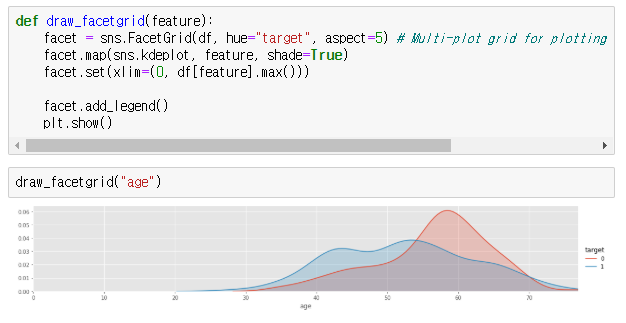 def draw_facetgrid(feature):
    facet = sns.FacetGrid(df, hue="target", aspect=5) # Multi-plot grid for plotting
    facet.map(sns.kdeplot, feature, shade=True)
    facet.set(xlim=(0, df[feature].max()))
    facet.add_legend()
    plt.show()
draw_facetgrid("age")
0.06
0.05
0.04
0.03
0.02
0.01
0.00
0 10 20 30 40 50 60 70
age
target
0
1